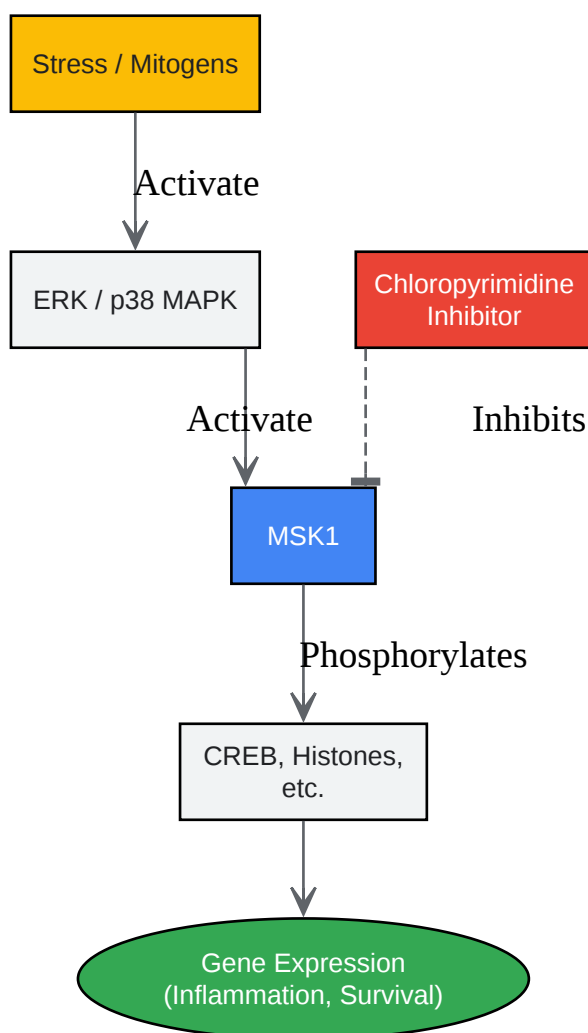 Stress / Mitogens
Activate
ERK / p38 MAPK
Chloropyrimidine
Inhibitor
Activate
Inhibits
MSK1
Phosphorylates
CREB, Histones,
etc.
Gene Expression
(Inflammation, Survival)